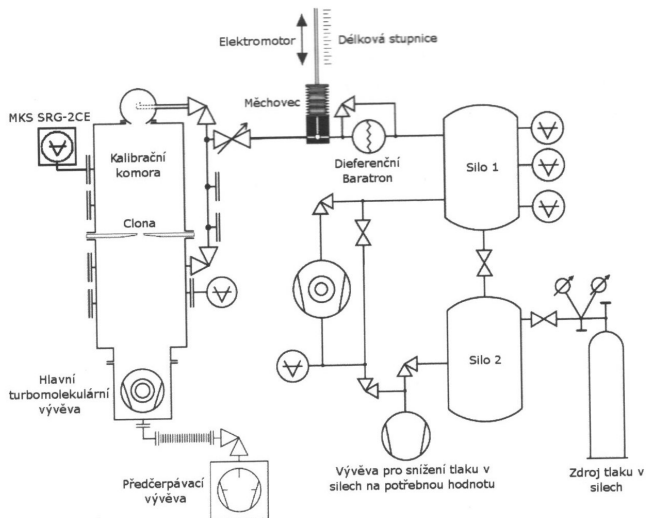 Elektromotor
Délková stupnice
Měchovec
MKS SRG-2CE
Kalibrační
komora
Dieferenční
Baratron
Silo 1
Clona
Silo 2
Hlavní
turbomolekulární
vývěva
Předčerpávací
vývěva
Vývěva pro snížení tlaku v
silech na potřebnou hodnotu
Zdroj tlaku v
silech